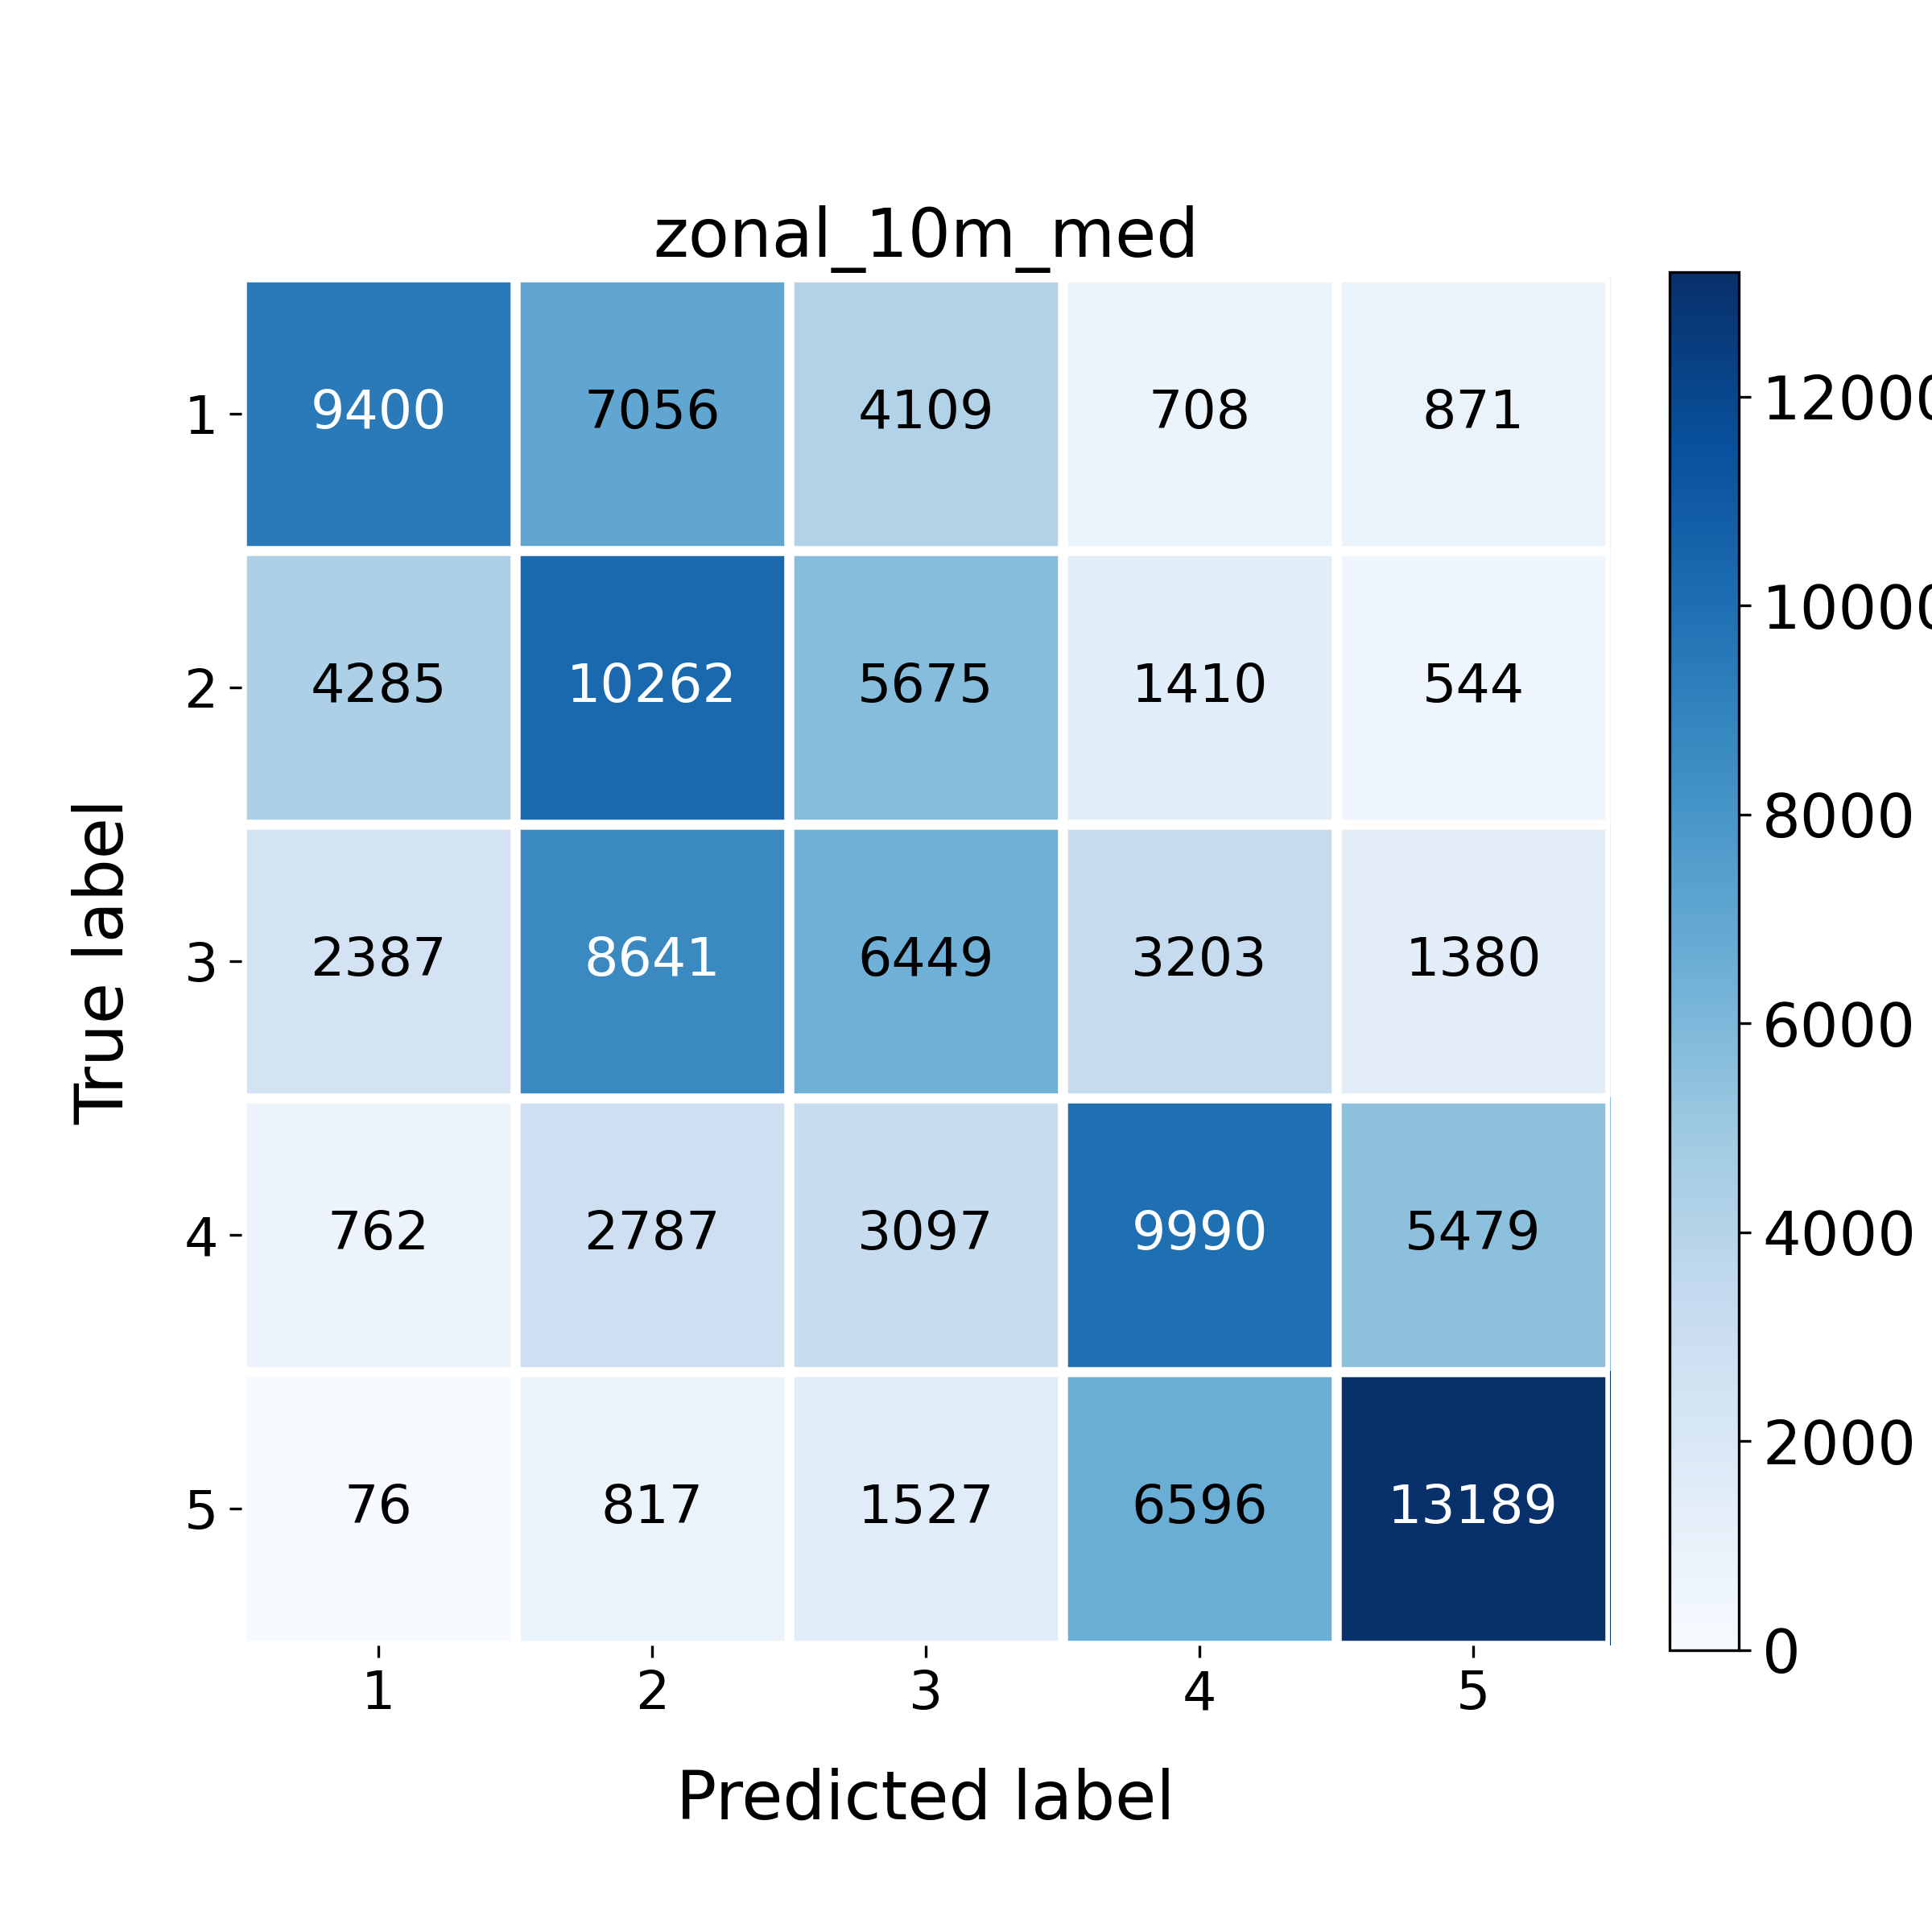 zonal_10m_med
1 9400 7056 4109 708 871
2 4285 10262 5675 1410 544
3 2387 8641 6449 3203 1380
4 762 2787 3097 9990 5479
5 76 817 1527 6596 13189
1 2 3 4 5
True label
Predicted label
12000
10000
8000
6000
4000
2000
0